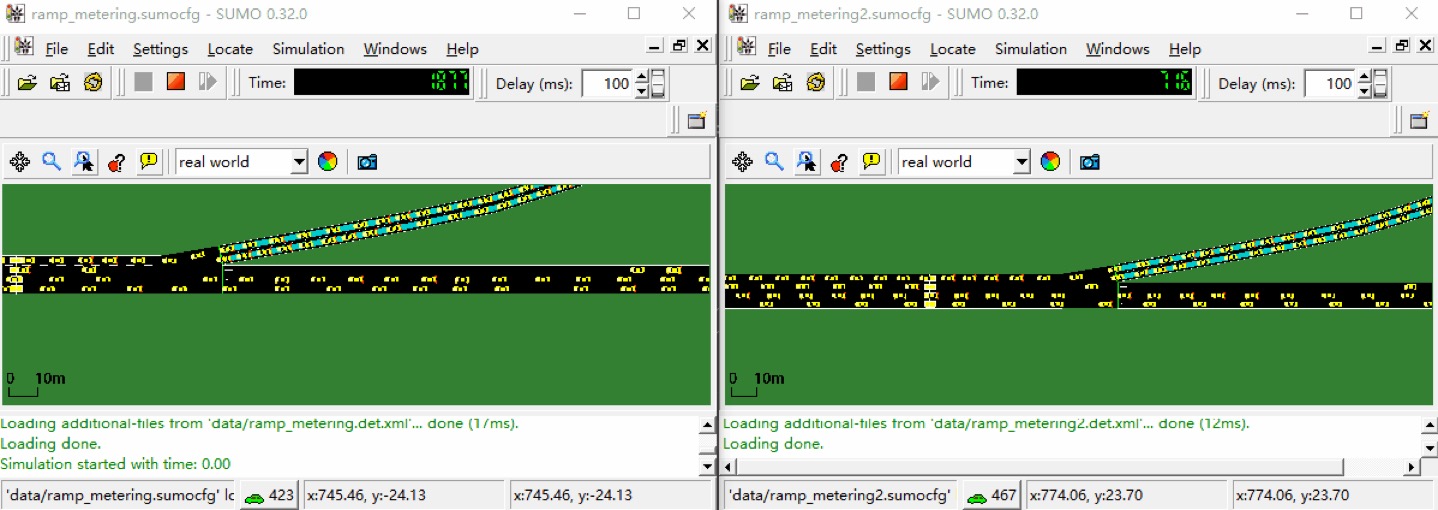 ramp_metering.sumocfg - SUMO 0.32.0
File Edit Settings Locate Simulation Windows Help
Time: 1877 Delay (ms): 100
real world
0 10m
Loading additional-files from 'data/ramp_metering.det.xml'... done (17ms).
Loading done.
Simulation started with time: 0.00
'data/ramp_metering.sumocfg' lo 423 x:745.46, y:-24.13 x:745.46, y:-24.13
ramp_metering2.sumocfg - SUMO 0.32.0
File Edit Settings Locate Simulation Windows Help
Time: 716 Delay (ms): 100
real world
0 10m
Loading additional-files from 'data/ramp_metering2.det.xml'... done (12ms).
Loading done.
'data/ramp_metering2.sumocfg' 467 x:774.06, y:23.70 x:774.06, y:23.70